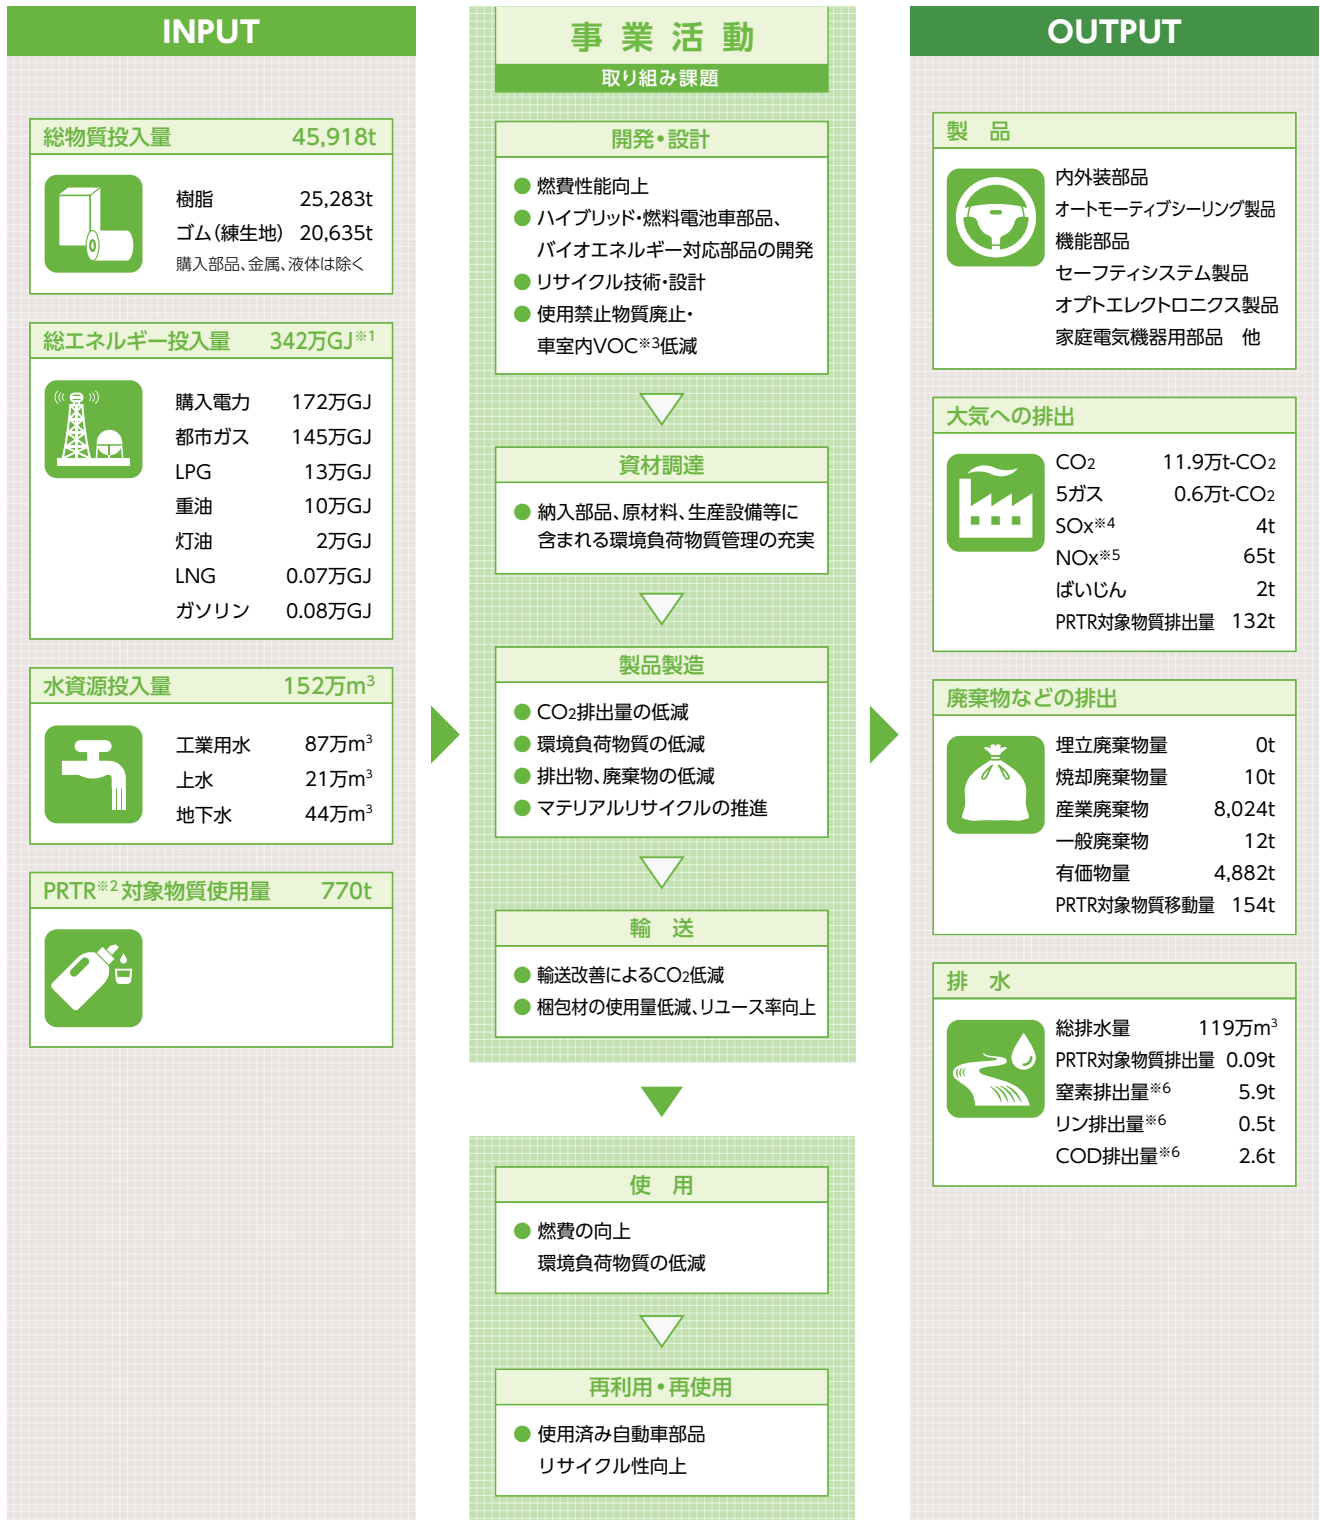 INPUT
総物質投入量 45,918t
樹脂 25,283t
ゴム(練生地) 20,635t
購入部品、金属、液体は除く
総エネルギー投入量 342万GJ※1
購入電力 172万GJ
都市ガス 145万GJ
LPG 13万GJ
重油 10万GJ
灯油 2万GJ
LNG 0.07万GJ
ガソリン 0.08万GJ
水資源投入量 152万m³
工業用水 87万m³
上水 21万m³
地下水 44万m³
PRTR※2対象物質使用量 770t
事業活動
取り組み課題
開発・設計
● 燃費性能向上
● ハイブリッド・燃料電池車部品、
バイオエネルギー対応部品の開発
● リサイクル技術・設計
● 使用禁止物質廃止・
車室内VOC※3低減
資材調達
● 納入部品、原材料、生産設備等に
含まれる環境負荷物質管理の充実
製品製造
● CO₂排出量の低減
● 環境負荷物質の低減
● 排出物、廃棄物の低減
● マテリアルリサイクルの推進
輸 送
● 輸送改善によるCO₂低減
● 梱包材の使用量低減、リユース率向上
使 用
● 燃費の向上
環境負荷物質の低減
再利用・再使用
● 使用済み自動車部品
リサイクル性向上
OUTPUT
製 品
内外装部品
オートモーティブシーリング製品
機能部品
セーフティシステム製品
オプトエレクトロニクス製品
家庭電気機器用部品 他
大気への排出
CO₂ 11.9万t-CO₂
5ガス 0.6万t-CO₂
SOx※4 4t
NOx※5 65t
ばいじん 2t
PRTR対象物質排出量 132t
廃棄物などの排出
埋立廃棄物量 0t
焼却廃棄物量 10t
産業廃棄物 8,024t
一般廃棄物 12t
有価物量 4,882t
PRTR対象物質移動量 154t
排 水
総排水量 119万m³
PRTR対象物質排出量 0.09t
窒素排出量※6 5.9t
リン排出量※6 0.5t
COD排出量※6 2.6t